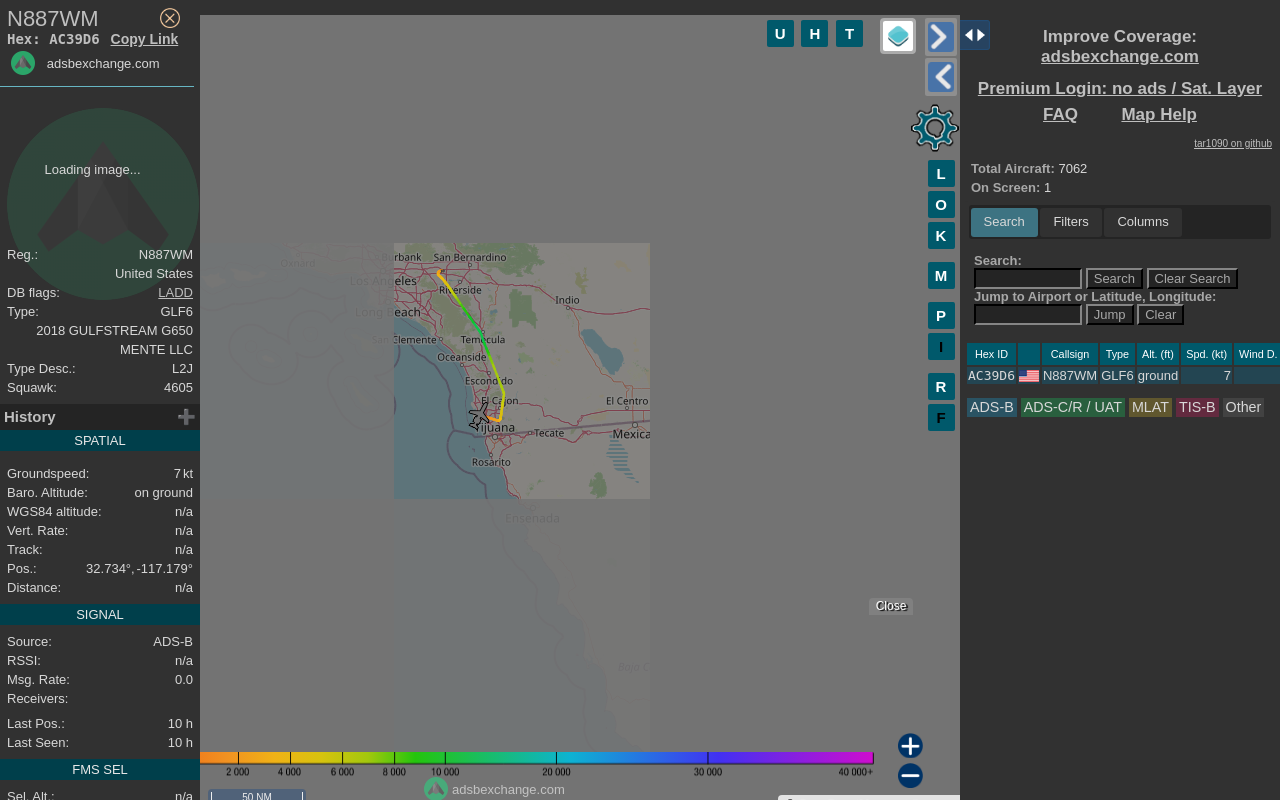 N887WM
Hex: AC39D6 Copy Link
adsbexchange.com
Loading image...
Reg.: N887WM
United States
DB flags: LADD
Type: GLF6
2018 GULFSTREAM G650
MENTE LLC
Type Desc.: L2J
Squawk: 4605
History
SPATIAL
Groundspeed: 7 kt
Baro. Altitude: on ground
WGS84 altitude: n/a
Vert. Rate: n/a
Track: n/a
Pos.: 32.734°, -117.179°
Distance: n/a
SIGNAL
Source: ADS-B
RSSI: n/a
Msg. Rate: 0.0
Receivers:
Last Pos.: 10 h
Last Seen: 10 h
FMS SEL
Sel. Alt.: n/a
U H T
L
O
K
M
P
I
R
F
Oxnard
rbank San Bernardino
Los Angeles
Riverside
Indio
Long Beach
San Clemente Temecula
Oceanside
Escondido
El Cajon El Centro
Tijuana Tecate Mexica
Rosarito
Ensenada
Close
2 000 4 000 6 000 8 000 10 000 20 000 30 000 40 000+
adsbexchange.com
50 NM
Improve Coverage:
adsbexchange.com
Premium Login: no ads / Sat. Layer
FAQ Map Help
tar1090 on github
Total Aircraft: 7062
On Screen: 1
Search Filters Columns
Search:
Search Clear Search
Jump to Airport or Latitude, Longitude:
Jump Clear
Hex ID Callsign Type Alt. (ft) Spd. (kt) Wind D.
AC39D6 N887WM GLF6 ground 7
ADS-B ADS-C/R / UAT MLAT TIS-B Other